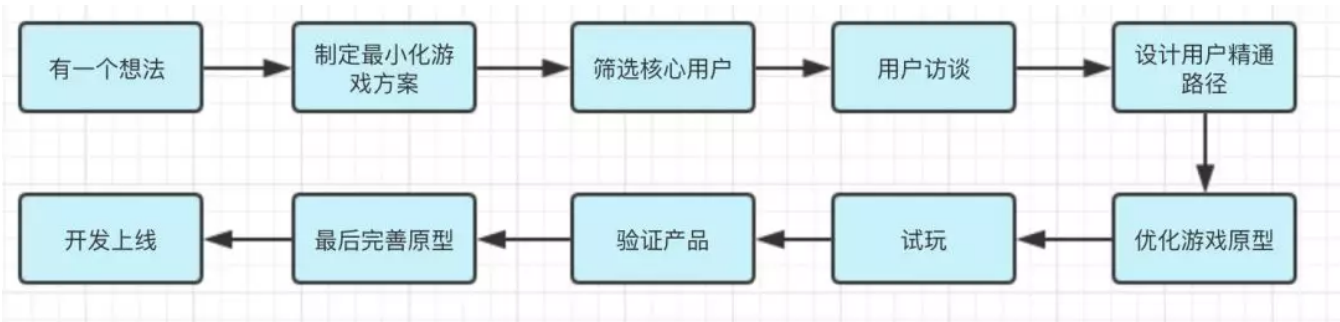 有一个想法
制定最小化游
戏方案
筛选核心用户
用户访谈
设计用户精通
路径
优化游戏原型
试玩
验证产品
最后完善原型
开发上线